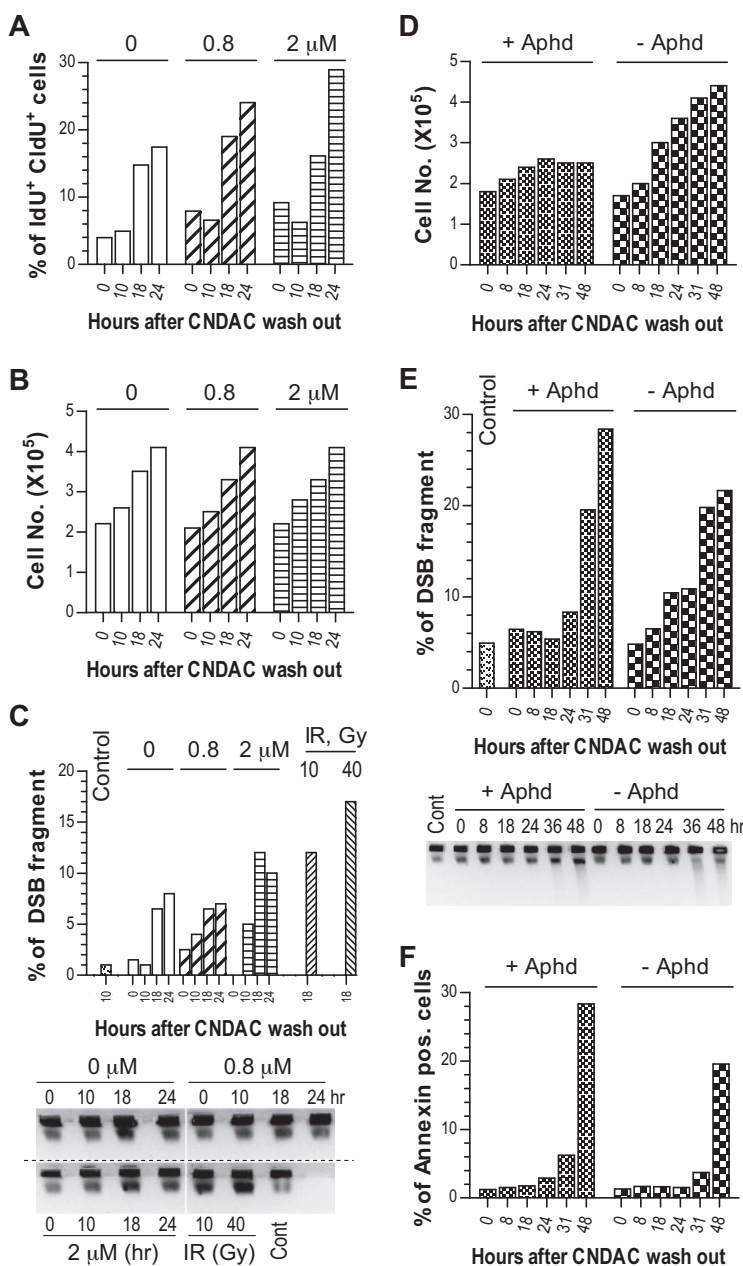 A
0 0.8 2 μM
% of IdU+ CldU+ cells
30
20
10
0
0 10 18 24 0 10 18 24 0 10 18 24
Hours after CNDAC wash out
B
0 0.8 2 μM
Cell No. (X10⁵)
5
4
3
2
1
0
0 10 18 24 0 10 18 24 0 10 18 24
Hours after CNDAC wash out
C
Control 0 0.8 2 μM IR, Gy
10 40
% of DSB fragment
20
15
10
5
0
10 0 10 18 24 0 10 18 24 0 10 18 24 18 18
Hours after CNDAC wash out
0 μM 0.8 μM
0 10 18 24 0 10 18 24 hr
0 10 18 24 10 40 Cont
2 μM (hr) IR (Gy)
D
+ Aphd - Aphd
Cell No. (X10⁵)
5
4
3
2
1
0
0 8 18 24 31 48 0 8 18 24 31 48
Hours after CNDAC wash out
E
Control + Aphd - Aphd
% of DSB fragment
30
20
10
0
0 0 8 18 24 31 48 0 8 18 24 31 48
Hours after CNDAC wash out
Cont + Aphd - Aphd
0 8 18 24 36 48 0 8 18 24 36 48 hr
F
+ Aphd - Aphd
% of Annexin pos. cells
30
20
10
0
0 8 18 24 31 48 0 8 18 24 31 48
Hours after CNDAC wash out